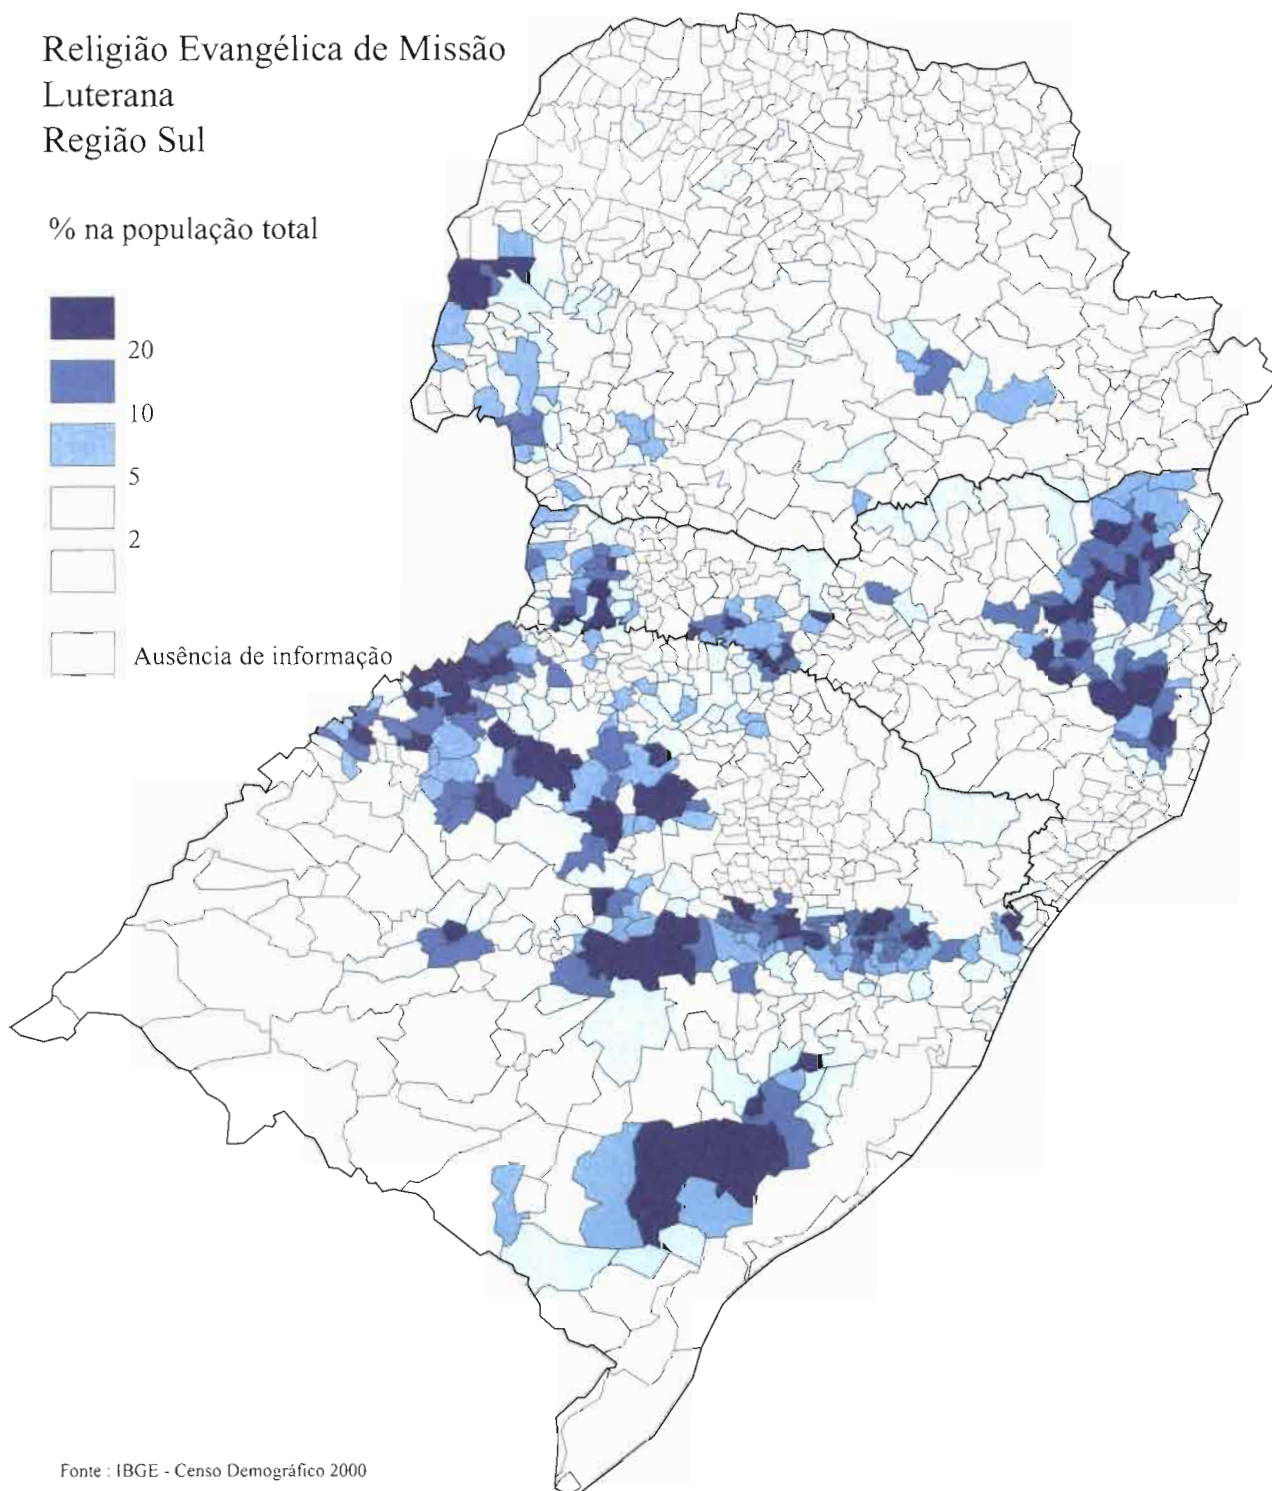 Religião Evangélica de Missão
Luterana
Região Sul
% na população total
20
10
5
2
Ausência de informação
Fonte : IBGE - Censo Demográfico 2000